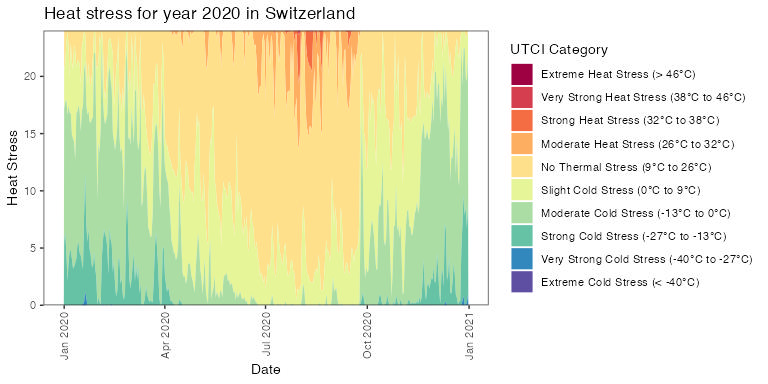 Heat stress for year 2020 in Switzerland
Heat Stress
20
15
10
5
0
Jan 2020
Apr 2020
Jul 2020
Oct 2020
Jan 2021
Date
UTCI Category
Extreme Heat Stress (> 46°C)
Very Strong Heat Stress (38°C to 46°C)
Strong Heat Stress (32°C to 38°C)
Moderate Heat Stress (26°C to 32°C)
No Thermal Stress (9°C to 26°C)
Slight Cold Stress (0°C to 9°C)
Moderate Cold Stress (-13°C to 0°C)
Strong Cold Stress (-27°C to -13°C)
Very Strong Cold Stress (-40°C to -27°C)
Extreme Cold Stress (< -40°C)